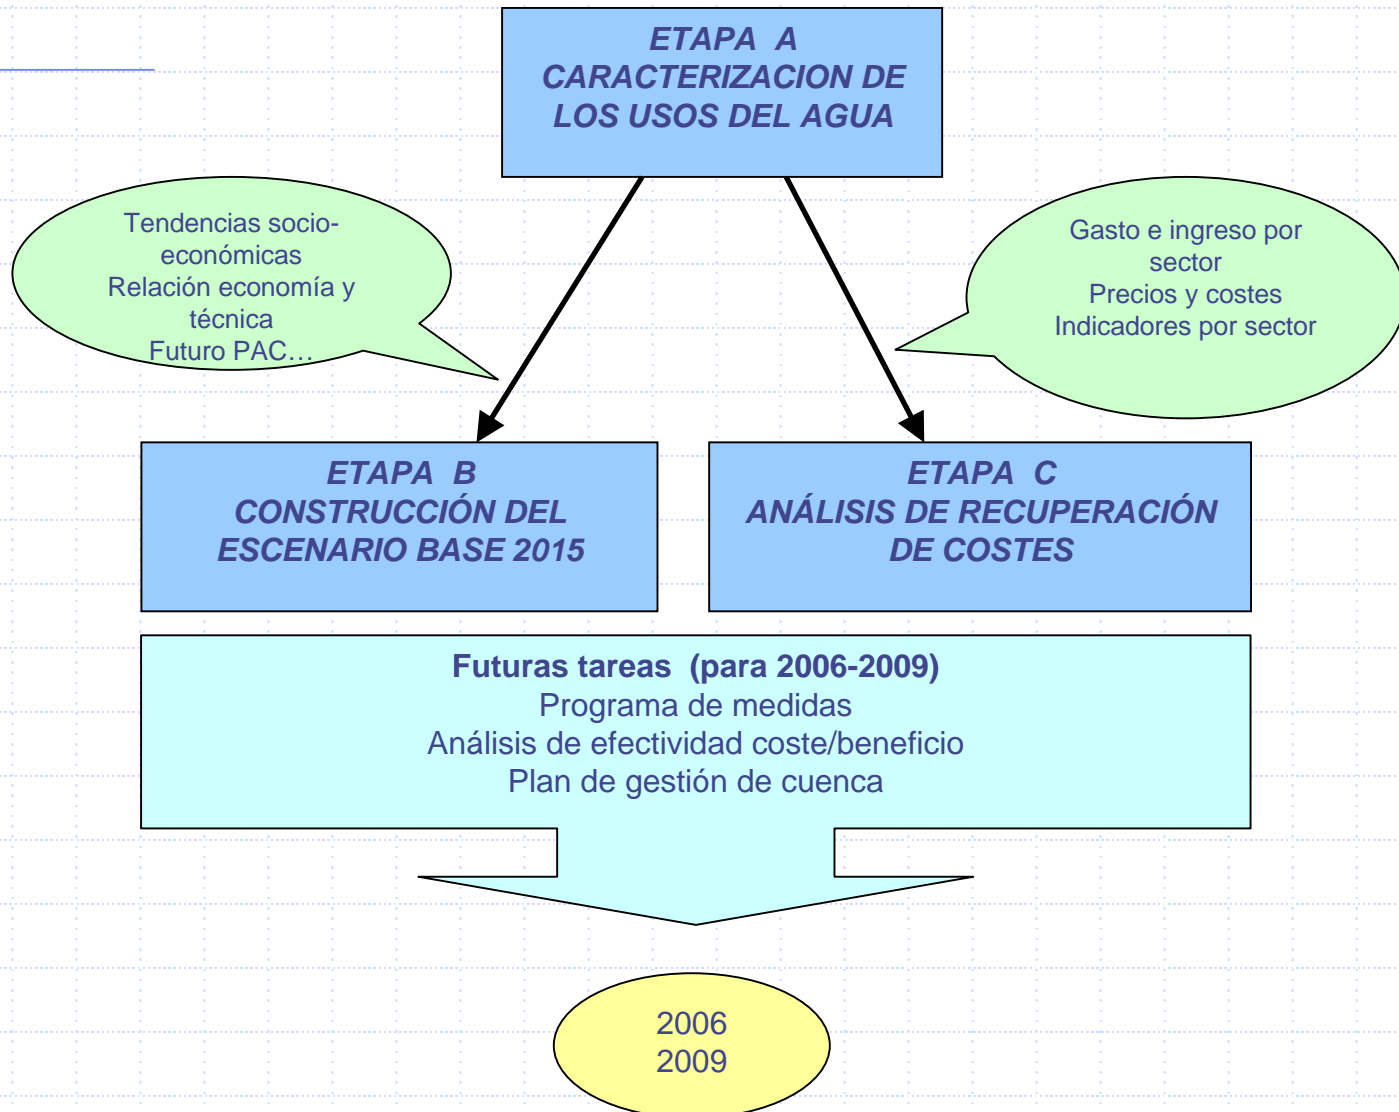 ETAPA A
CARACTERIZACION DE
LOS USOS DEL AGUA
Tendencias socio-
económicas
Relación economía y
técnica
Futuro PAC…
Gasto e ingreso por
sector
Precios y costes
Indicadores por sector
ETAPA B
CONSTRUCCIÓN DEL
ESCENARIO BASE 2015
ETAPA C
ANÁLISIS DE RECUPERACIÓN
DE COSTES
Futuras tareas (para 2006-2009)
Programa de medidas
Análisis de efectividad coste/beneficio
Plan de gestión de cuenca
2006
2009